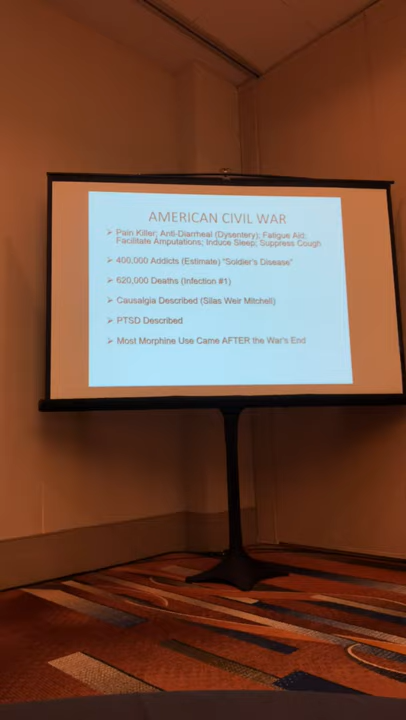 AMERICAN CIVIL WAR
➢ Pain Killer; Anti-Diarrheal (Dysentery); Fatigue Aid;
Facilitate Amputations; Induce Sleep; Suppress Cough
➢ 400,000 Addicts (Estimate) "Soldier's Disease"
➢ 620,000 Deaths (Infection #1)
➢ Causalgia Described (Silas Weir Mitchell)
➢ PTSD Described
➢ Most Morphine Use Came AFTER the War's End